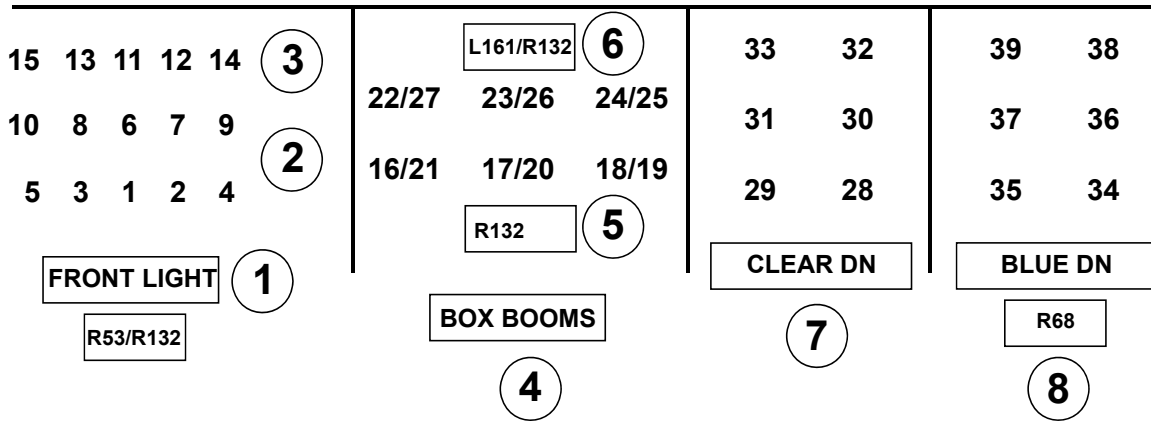 15 13 11 12 14 3
10 8 6 7 9
2
5 3 1 2 4
FRONT LIGHT 1
R53/R132
L161/R132 6
22/27 23/26 24/25
16/21 17/20 18/19
R132 5
BOX BOOMS
4
33 32
31 30
29 28
CLEAR DN
7
39 38
37 36
35 34
BLUE DN
R68
8